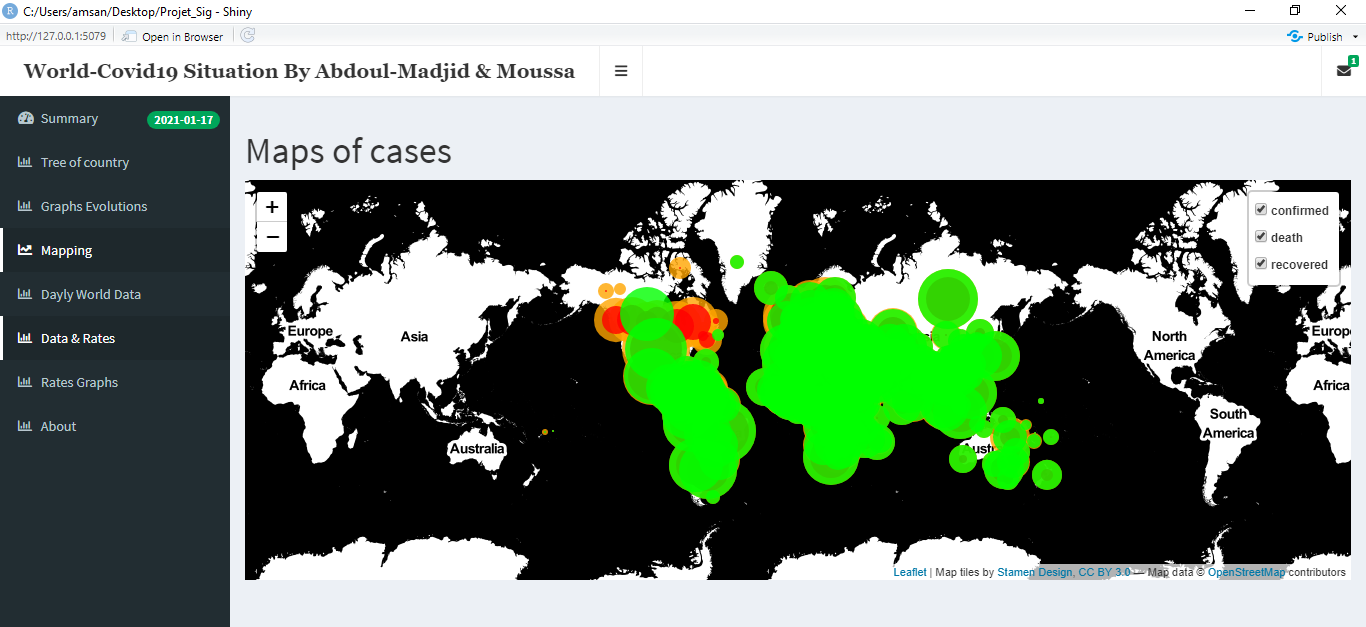 C:/Users/amsan/Desktop/Projet_Sig - Shiny
http://127.0.0.1:5079 Open in Browser Publish
World-Covid19 Situation By Abdoul-Madjid & Moussa 1
Summary 2021-01-17
Tree of country
Graphs Evolutions
Mapping
Dayly World Data
Data & Rates
Rates Graphs
About
Maps of cases
+
−
confirmed
death
recovered
Europe
Asia
Africa
Australia
North
America
South
America
Europ
Africa
Leaflet | Map tiles by Stamen Design, CC BY 3.0 — Map data © OpenStreetMap contributors